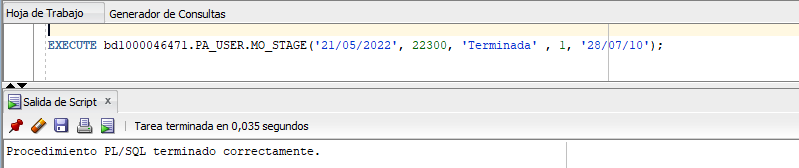 Hoja de Trabajo Generador de Consultas
EXECUTE bd1000046471.PA_USER.MO_STAGE('21/05/2022', 22300, 'Terminada' , 1, '28/07/10');
Salida de Script x
Tarea terminada en 0,035 segundos
Procedimiento PL/SQL terminado correctamente.